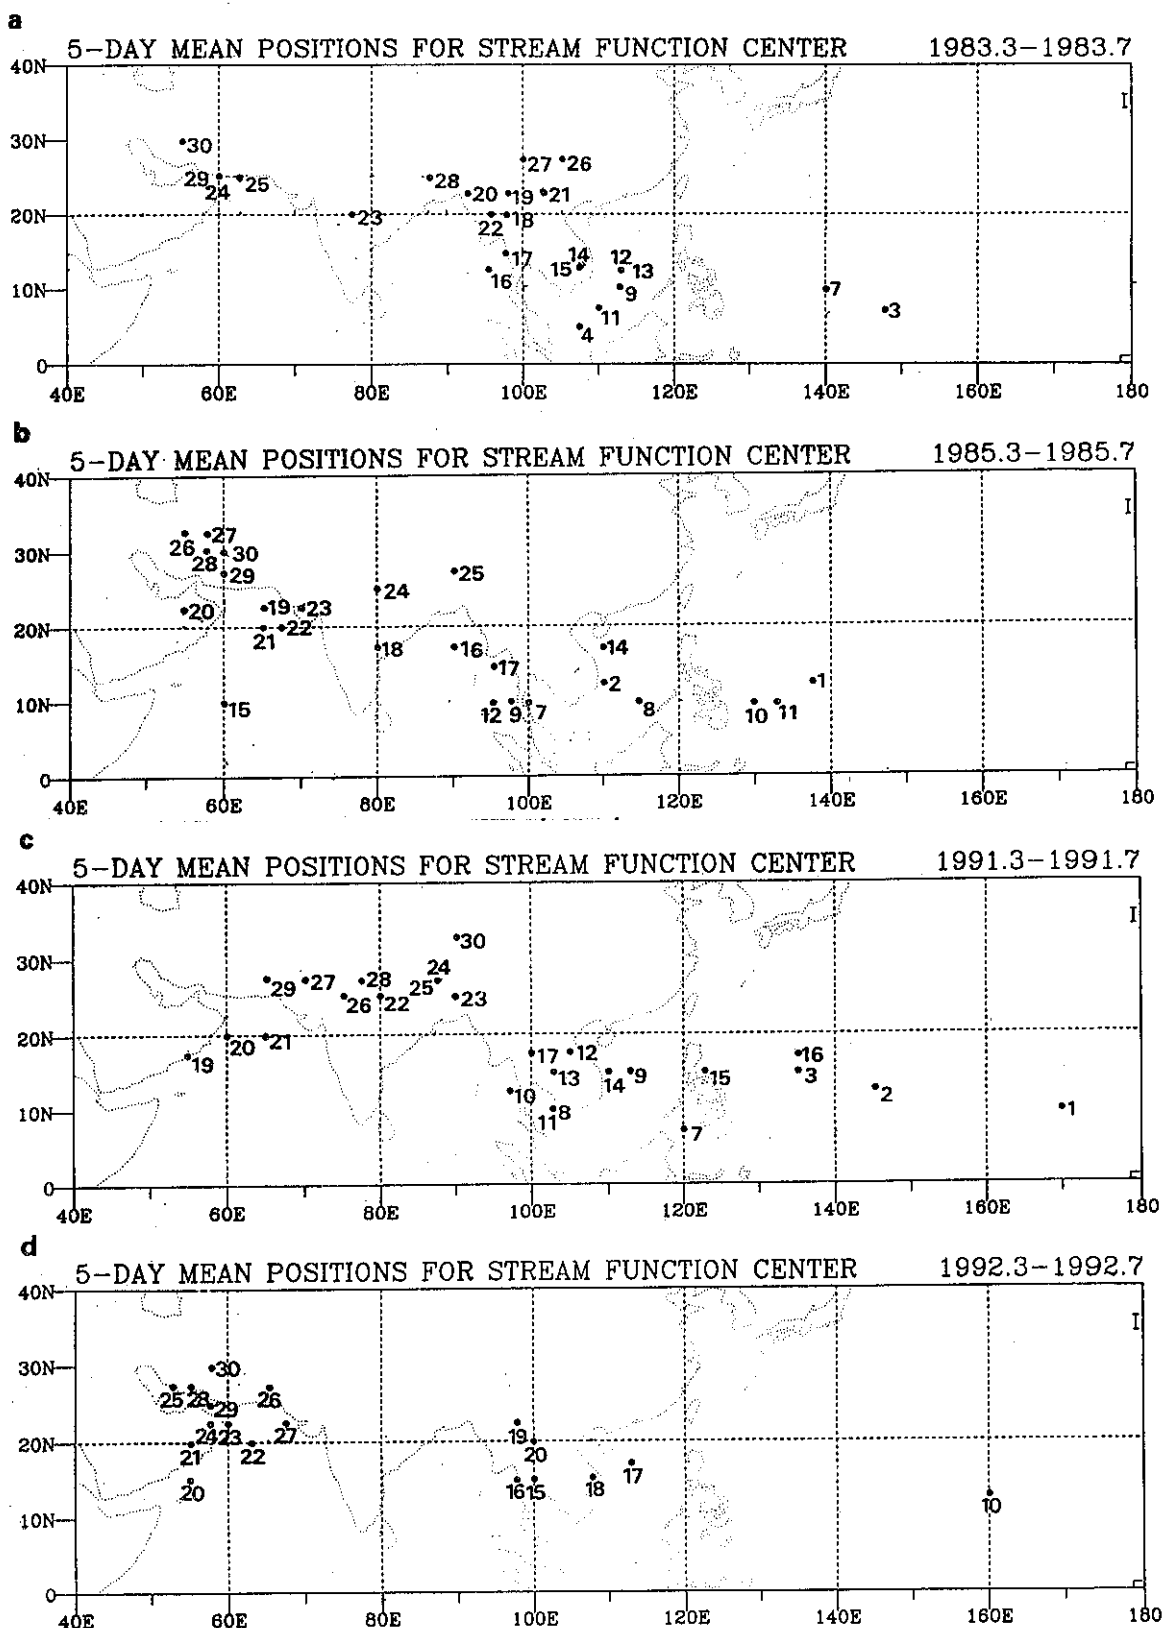 a
5-DAY MEAN POSITIONS FOR STREAM FUNCTION CENTER 1983.3-1983.7
40N
I
30N
30
27 26
29 25 28 20 19 21
24
20N 23 22 18
17 14 12
16 15 13
10N 9 7
11 3
4
0
40E 60E 80E 100E 120E 140E 160E 180
b
5-DAY MEAN POSITIONS FOR STREAM FUNCTION CENTER 1985.3-1985.7
40N
I
27
26
30N 28 30
29 25
24
20 19 23
20N 21 22
18 16 14
17
2 1
10N 15 12 9 7 8 10 11
0
40E 60E 80E 100E 120E 140E 160E 180
c
5-DAY MEAN POSITIONS FOR STREAM FUNCTION CENTER 1991.3-1991.7
40N
I
30
30N 24
29 27 28 25
26 22 23
20N 20 21
19 17 12 16
13 14 9 15 3
10 2
10N 8 1
11 7
0
40E 60E 80E 100E 120E 140E 160E 180
d
5-DAY MEAN POSITIONS FOR STREAM FUNCTION CENTER 1992.3-1992.7
40N
I
30N 30
25 28 26
29
24 23 27 19
20N 21 22 20
17
20 16 15 18
10N 10
0
40E 60E 80E 100E 120E 140E 160E 180